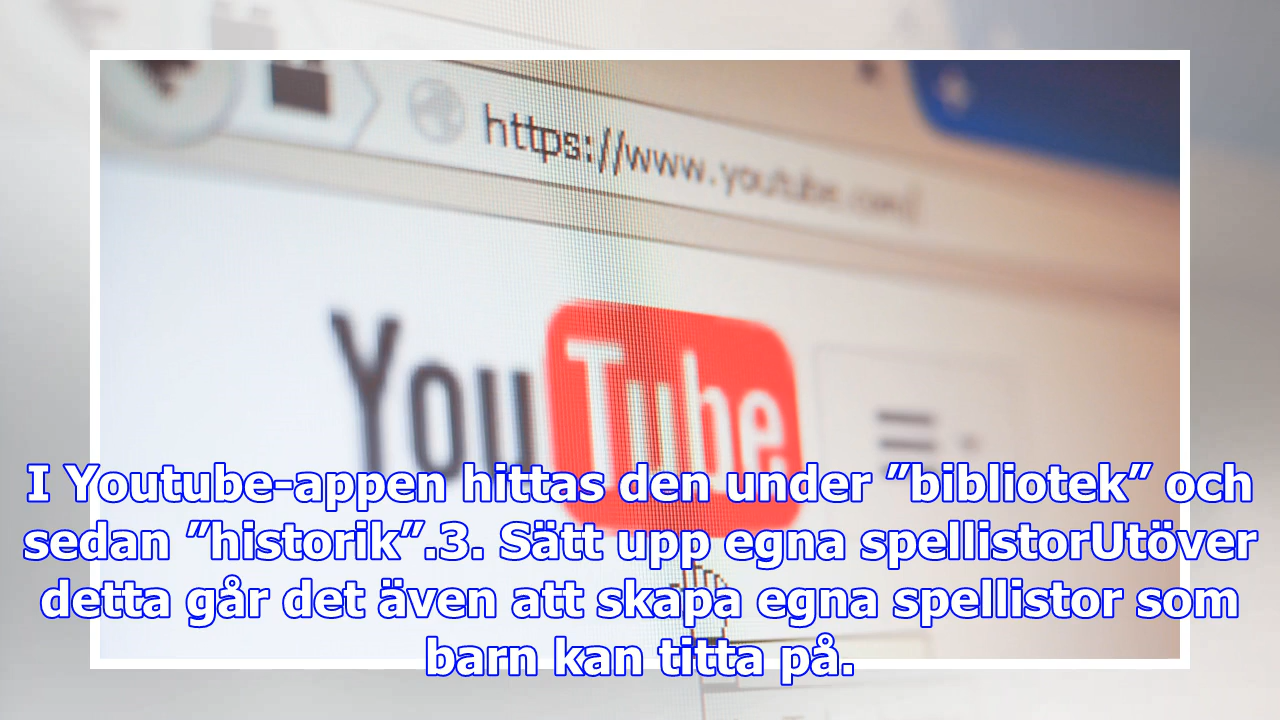 https://www.youtube.com/
YouTube
I Youtube-appen hittas den under ”bibliotek” och
sedan ”historik”.3. Sätt upp egna spellistorUtöver
detta går det även att skapa egna spellistor som
barn kan titta på.